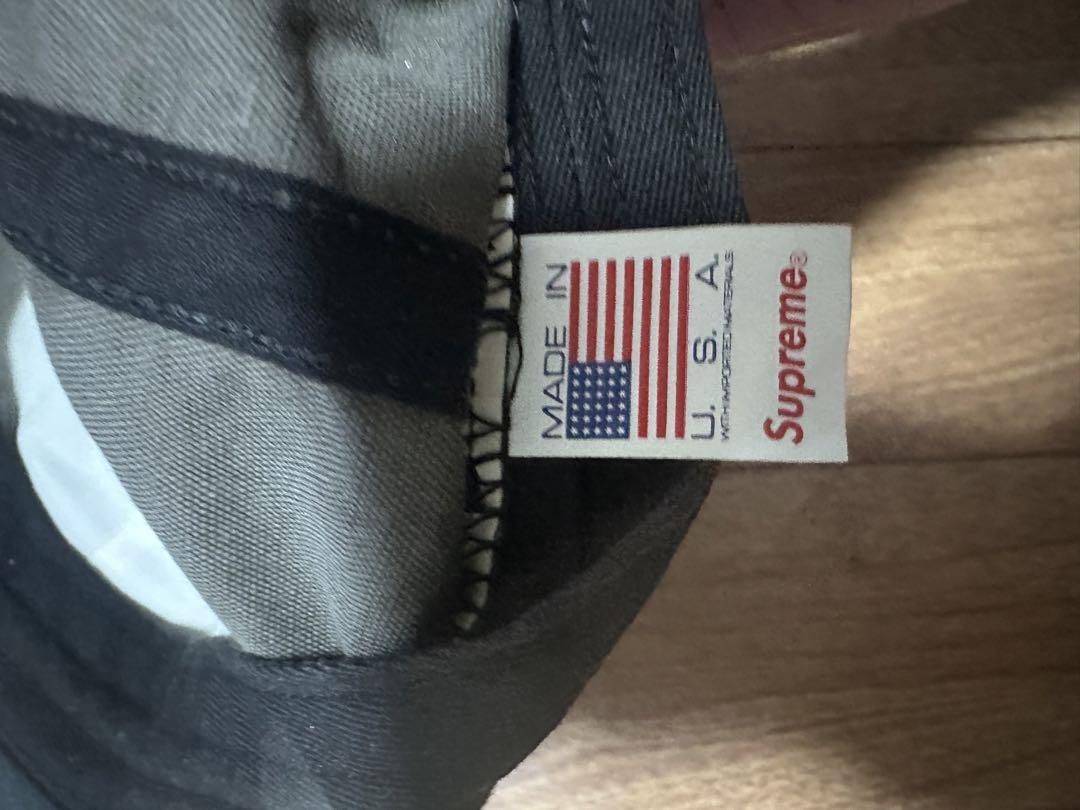 MADE IN
U. S. A.
WITH IMPORTED MATERIALS
Supreme®